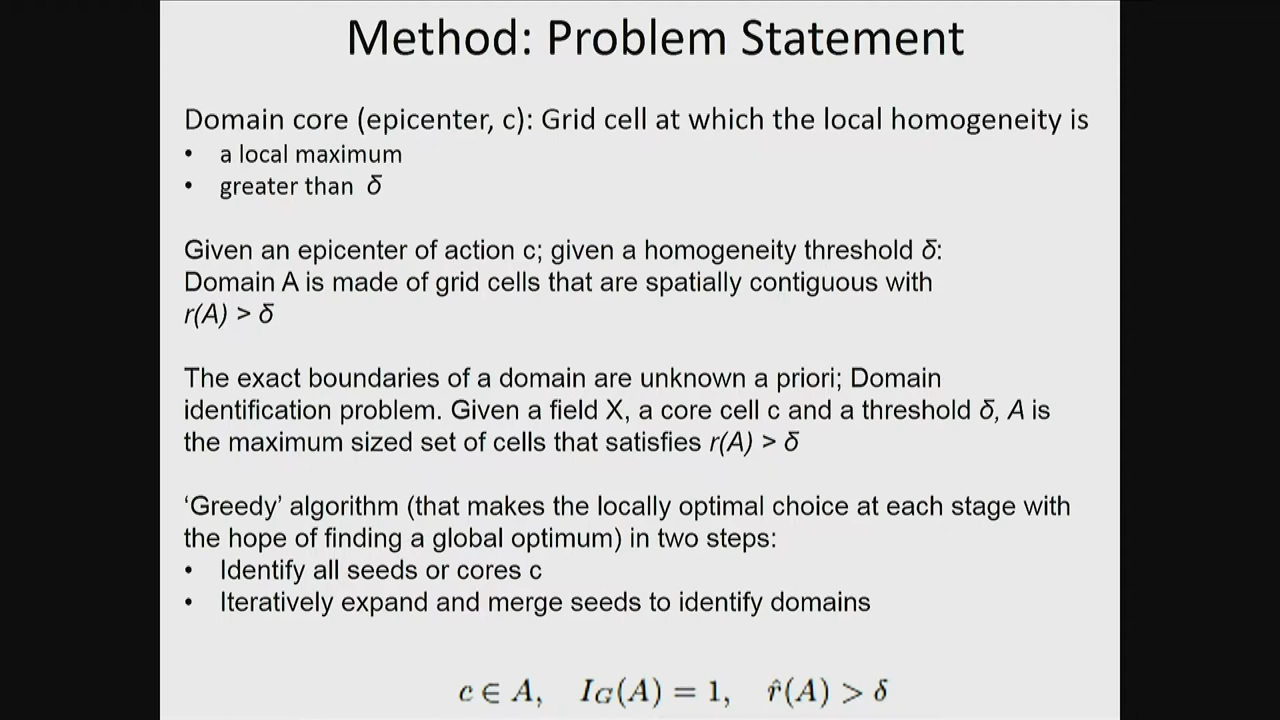 Method: Problem Statement
Domain core (epicenter, c): Grid cell at which the local homogeneity is
• a local maximum
• greater than δ
Given an epicenter of action c; given a homogeneity threshold δ:
Domain A is made of grid cells that are spatially contiguous with
r(A) > δ
The exact boundaries of a domain are unknown a priori; Domain
identification problem. Given a field X, a core cell c and a threshold δ, A is
the maximum sized set of cells that satisfies r(A) > δ
‘Greedy’ algorithm (that makes the locally optimal choice at each stage with
the hope of finding a global optimum) in two steps:
• Identify all seeds or cores c
• Iteratively expand and merge seeds to identify domains
c ∈ A, I_G(A) = 1, r̂(A) > δ